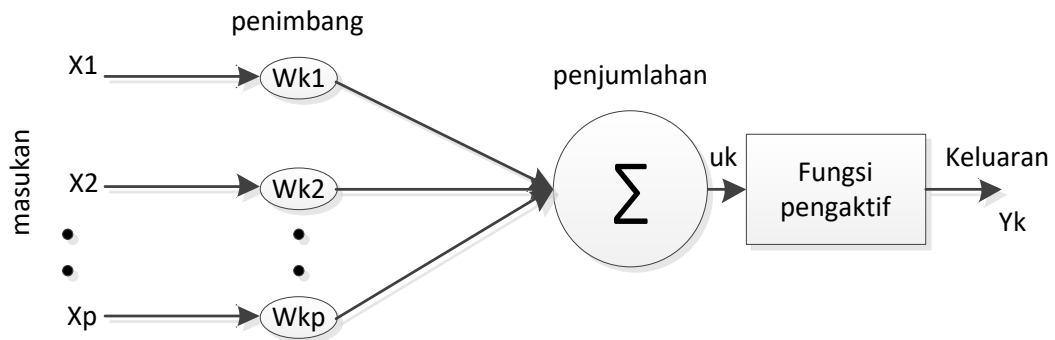 penimbang
X1
Wk1
penjumlahan
masukan
X2
Wk2
∑
uk
Fungsi
pengaktif
Keluaran
Yk
Xp
Wkp